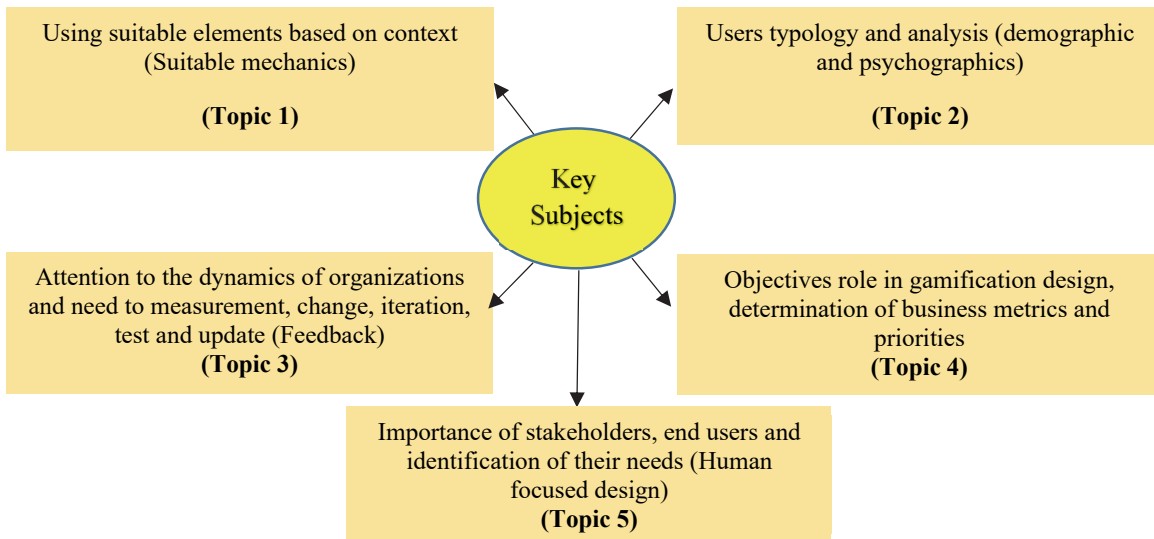 Using suitable elements based on context
(Suitable mechanics)
(Topic 1)
Users typology and analysis (demographic
and psychographics)
(Topic 2)
Key
Subjects
Attention to the dynamics of organizations
and need to measurement, change, iteration,
test and update (Feedback)
(Topic 3)
Objectives role in gamification design,
determination of business metrics and
priorities
(Topic 4)
Importance of stakeholders, end users and
identification of their needs (Human
focused design)
(Topic 5)